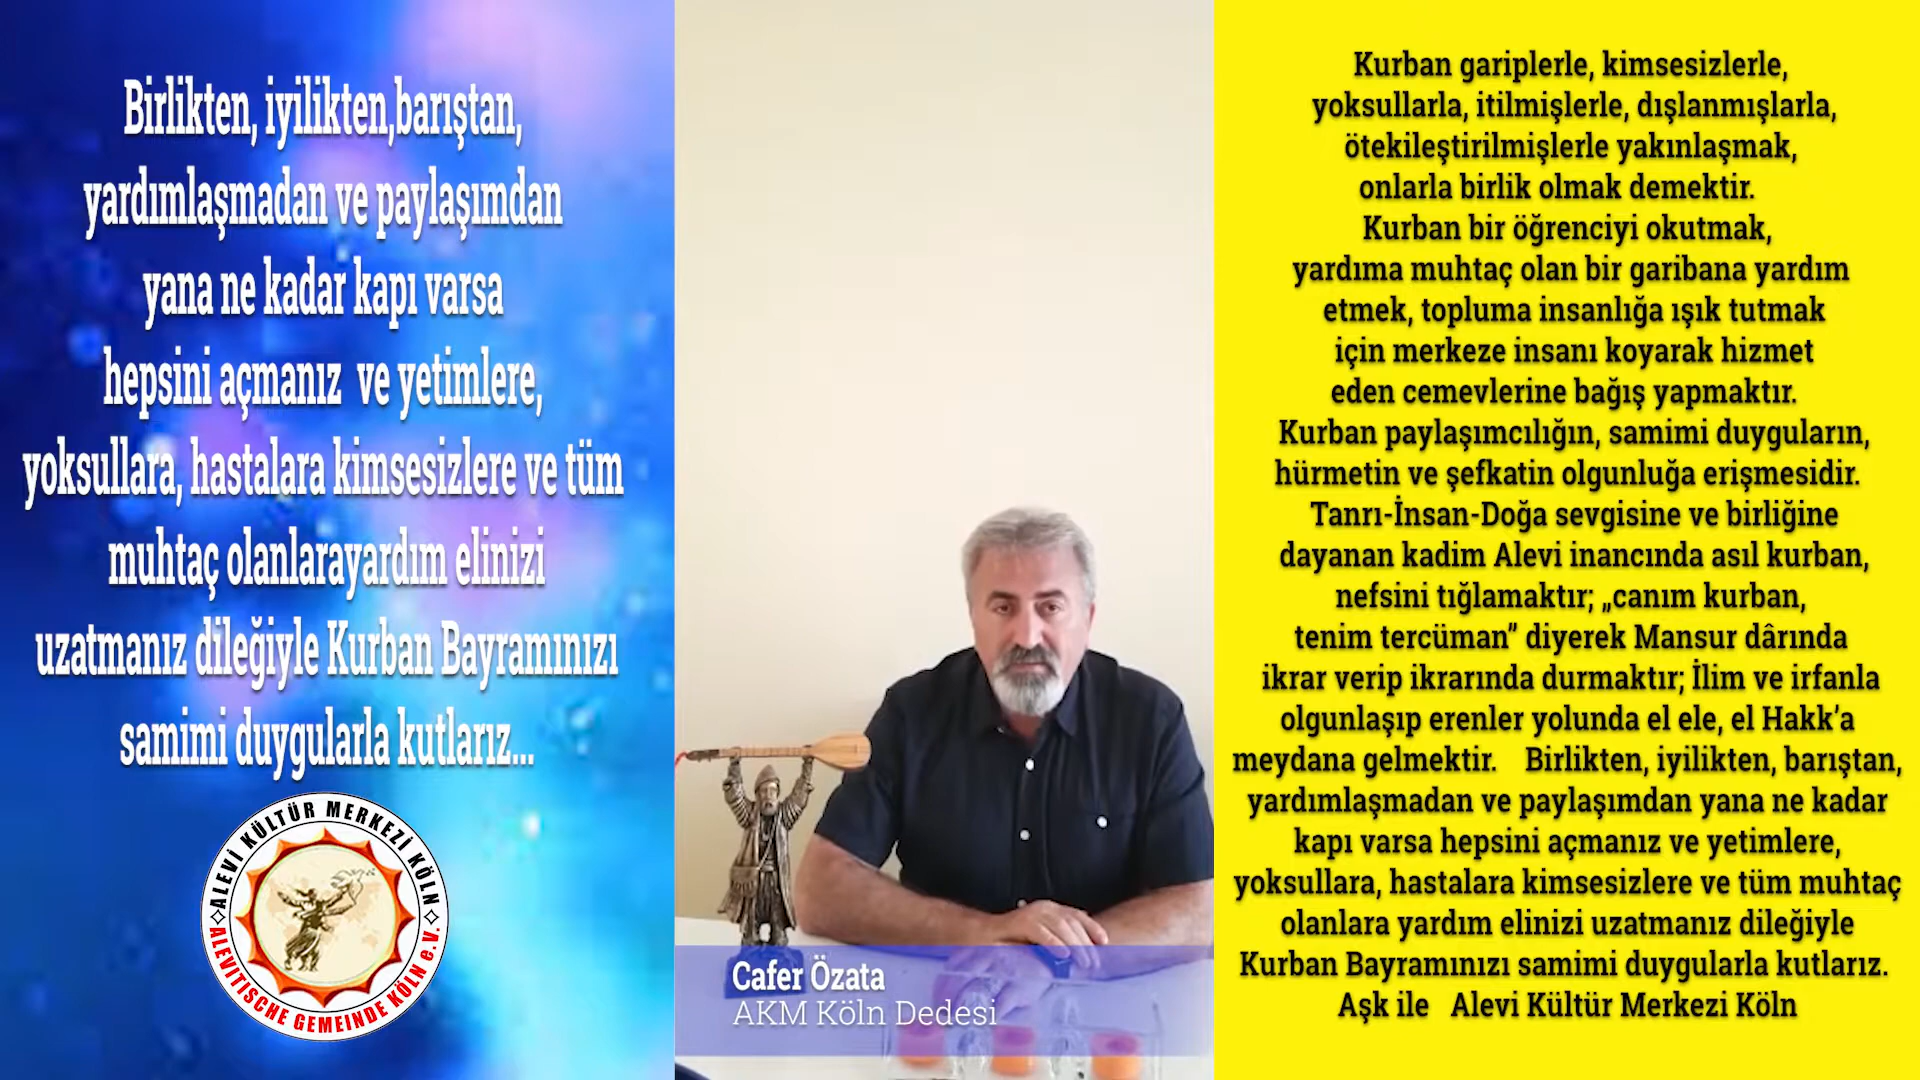 Birlikten, iyilikten,barıştan,
yardımlaşmadan ve paylaşımdan
yana ne kadar kapı varsa
hepsini açmanız ve yetimlere,
yoksullara, hastalara kimsesizlere ve tüm
muhtaç olanlarayardım elinizi
uzatmanız dileğiyle Kurban Bayramınızı
samimi duygularla kutlarız...
ALEVİ KÜLTÜR MERKEZİ KÖLN
ALEVITISCHE GEMEINDE KÖLN e.V.
Cafer Özata
AKM Köln Dedesi
Kurban gariplerle, kimsesizlerle,
yoksullarla, itilmişlerle, dışlanmışlarla,
ötekileştirilmişlerle yakınlaşmak,
onlarla birlik olmak demektir.
Kurban bir öğrenciyi okutmak,
yardıma muhtaç olan bir garibana yardım
etmek, topluma insanlığa ışık tutmak
için merkeze insanı koyarak hizmet
eden cemevlerine bağış yapmaktır.
Kurban paylaşımcılığın, samimi duyguların,
hürmetin ve şefkatin olgunluğa erişmesidir.
Tanrı-İnsan-Doğa sevgisine ve birliğine
dayanan kadim Alevi inancında asıl kurban,
nefsini tığlamaktır; „canım kurban,
tenim tercüman” diyerek Mansur dârında
ikrar verip ikrarında durmaktır; İlim ve irfanla
olgunlaşıp erenler yolunda el ele, el Hakk’a
meydana gelmektir. Birlikten, iyilikten, barıştan,
yardımlaşmadan ve paylaşımdan yana ne kadar
kapı varsa hepsini açmanız ve yetimlere,
yoksullara, hastalara kimsesizlere ve tüm muhtaç
olanlara yardım elinizi uzatmanız dileğiyle
Kurban Bayramınızı samimi duygularla kutlarız.
Aşk ile Alevi Kültür Merkezi Köln